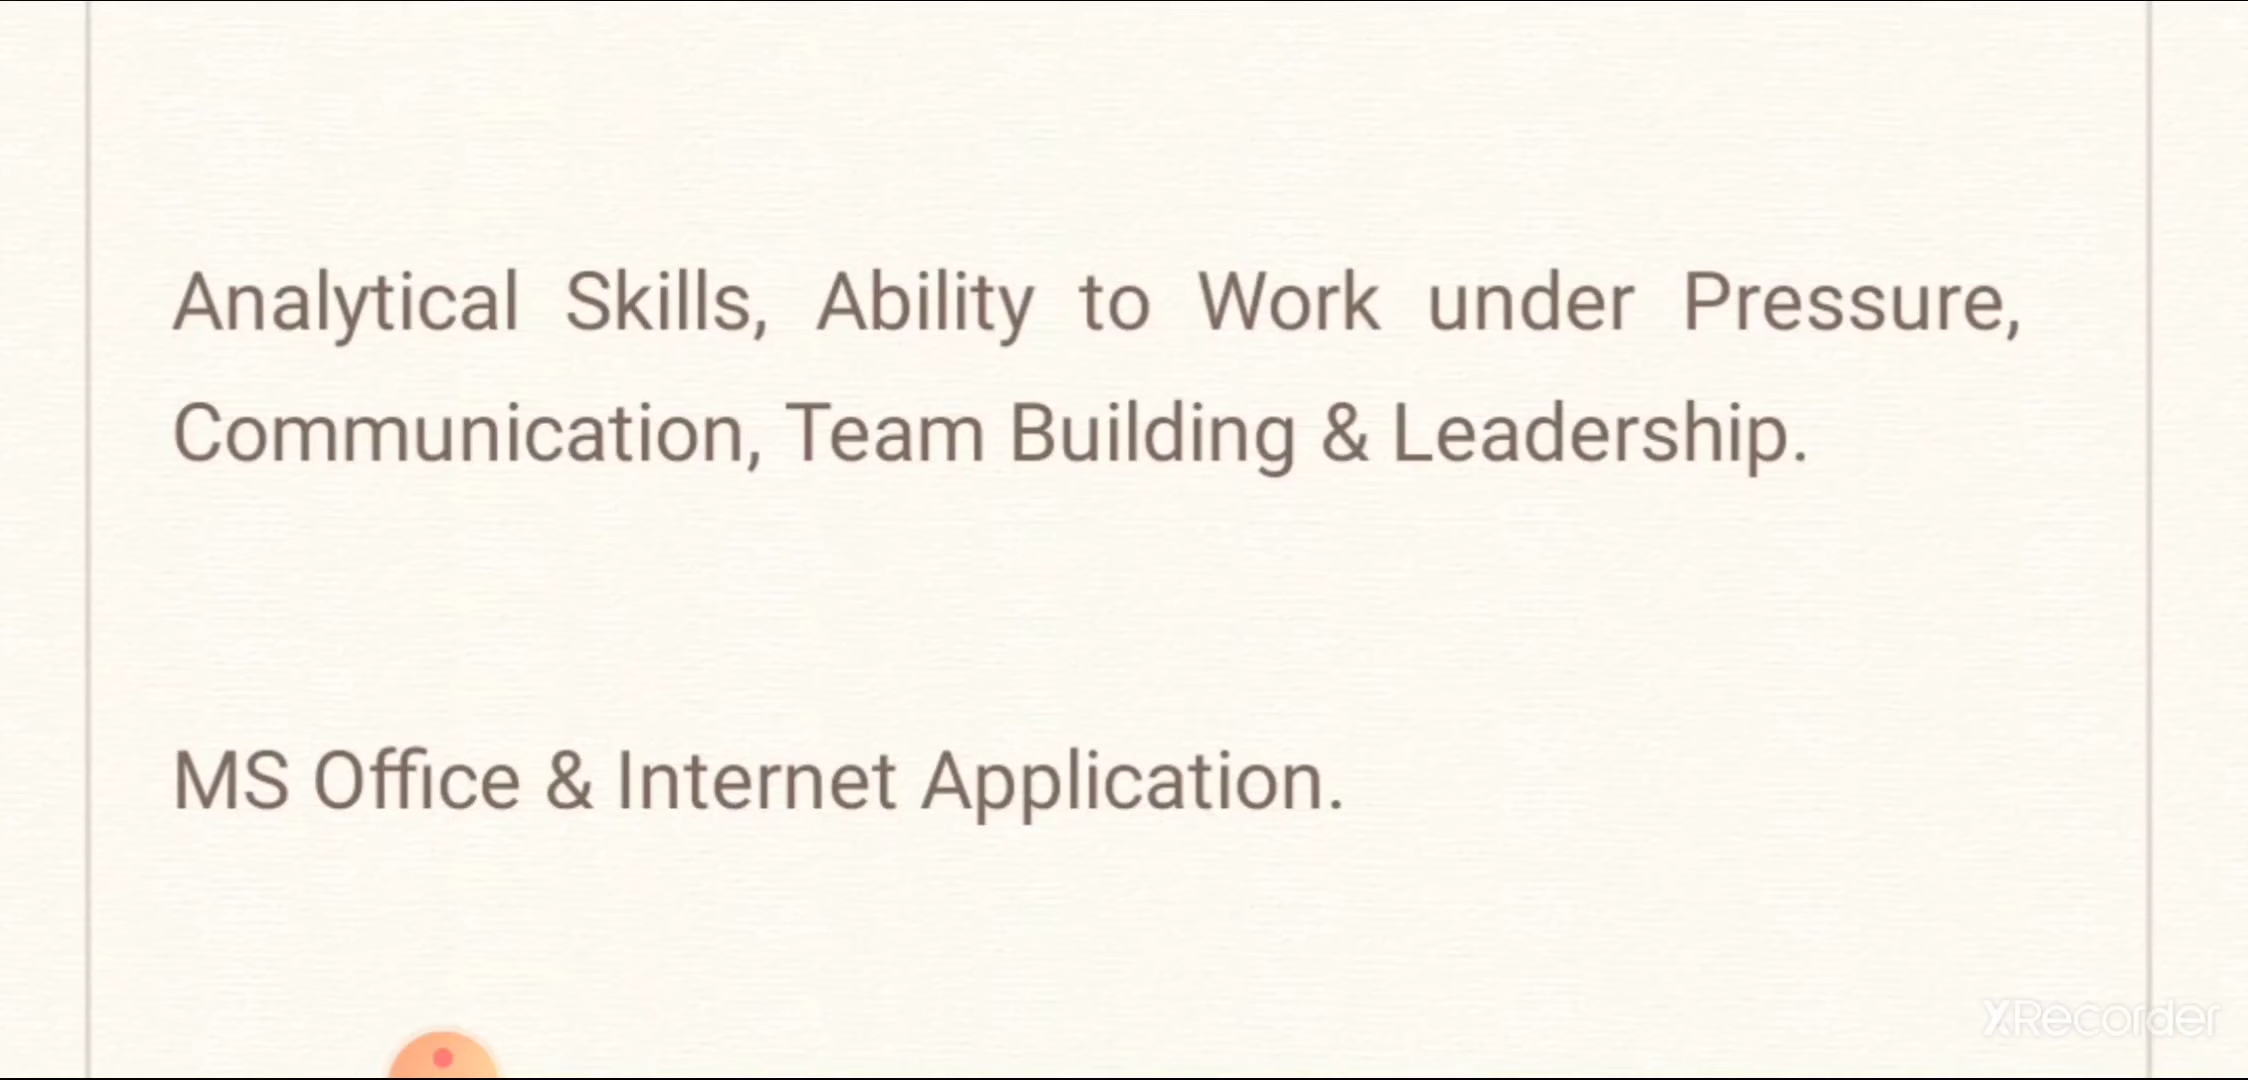 Analytical Skills, Ability to Work under Pressure,
Communication, Team Building & Leadership.
MS Office & Internet Application.
XRecorder